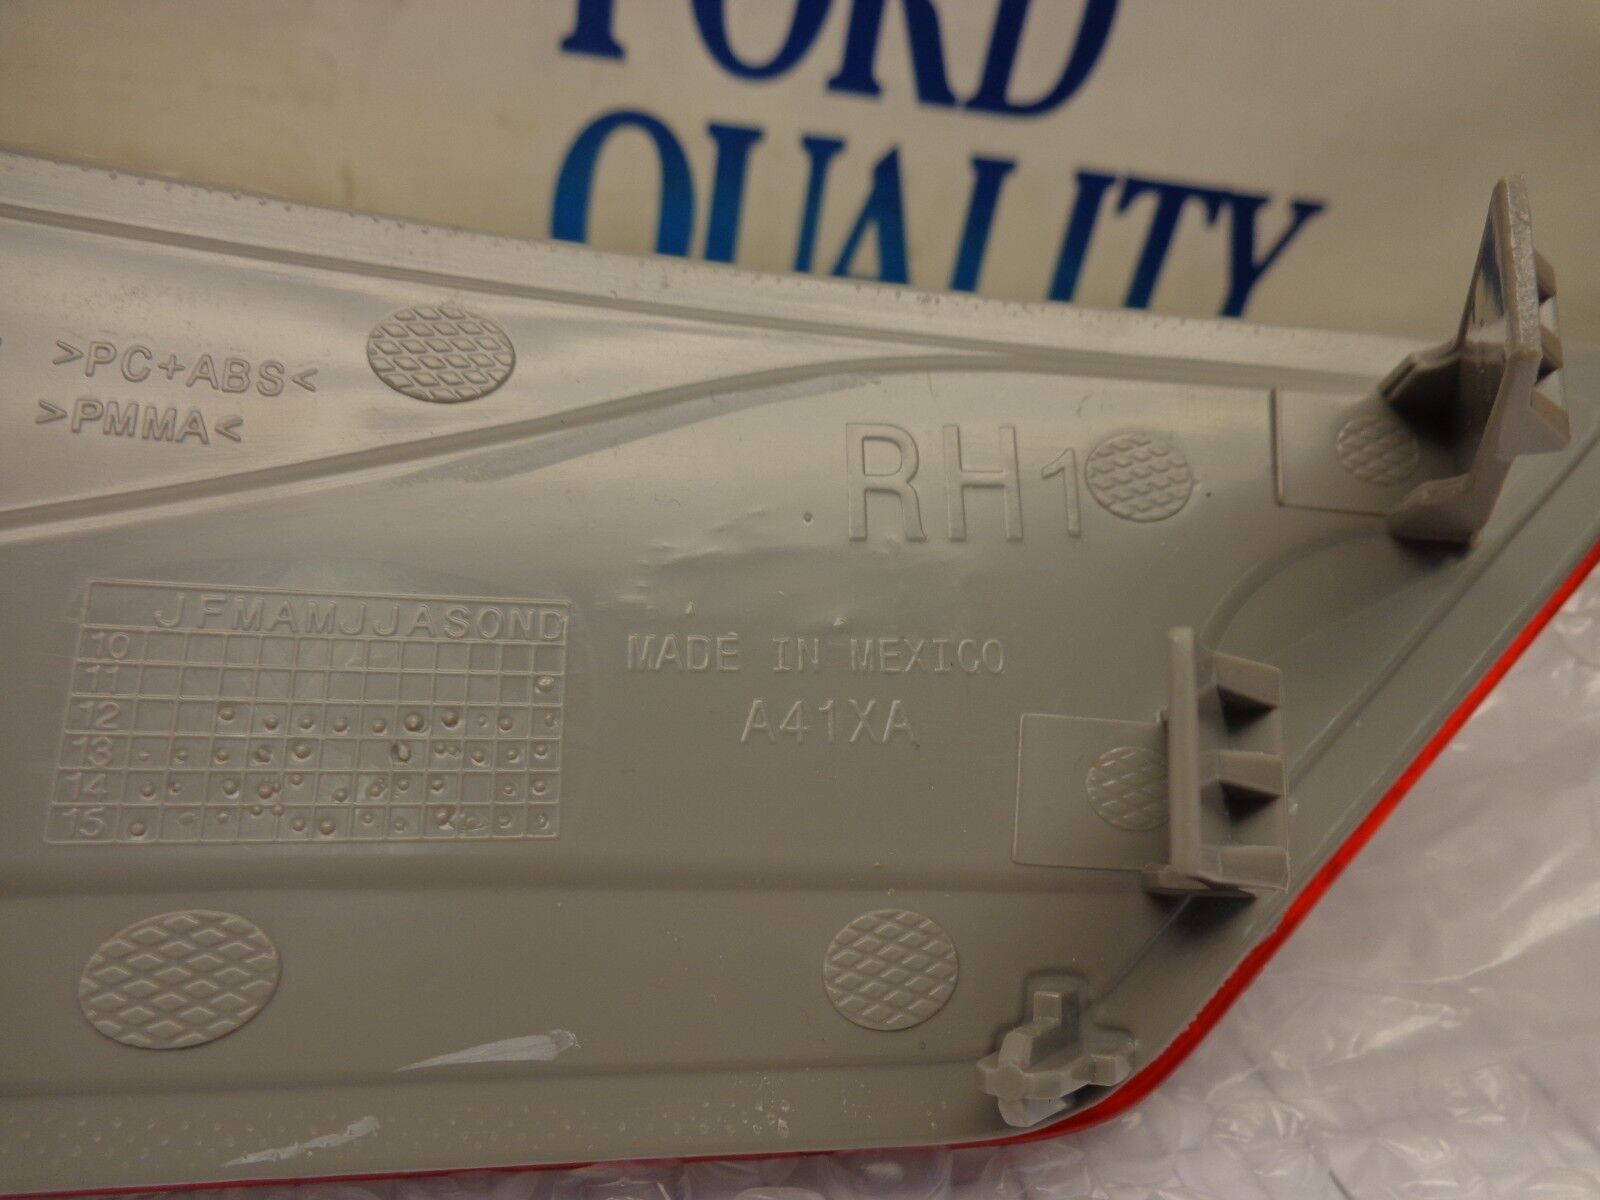 FORD
QUALITY
>PC+ABS<
>PMMA<
RH1
JFMAMJJASOND
10
11
12
13
14
15
MADE IN MEXICO
A41XA